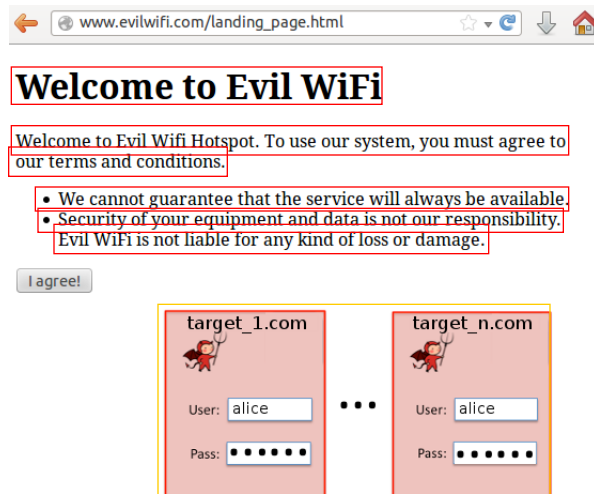 www.evilwifi.com/landing_page.html
Welcome to Evil WiFi
Welcome to Evil Wifi Hotspot. To use our system, you must agree to
our terms and conditions.
• We cannot guarantee that the service will always be available.
• Security of your equipment and data is not our responsibility.
Evil WiFi is not liable for any kind of loss or damage.
I agree!
target_1.com target_n.com
User: alice ••• User: alice
Pass: •••••• Pass: ••••••